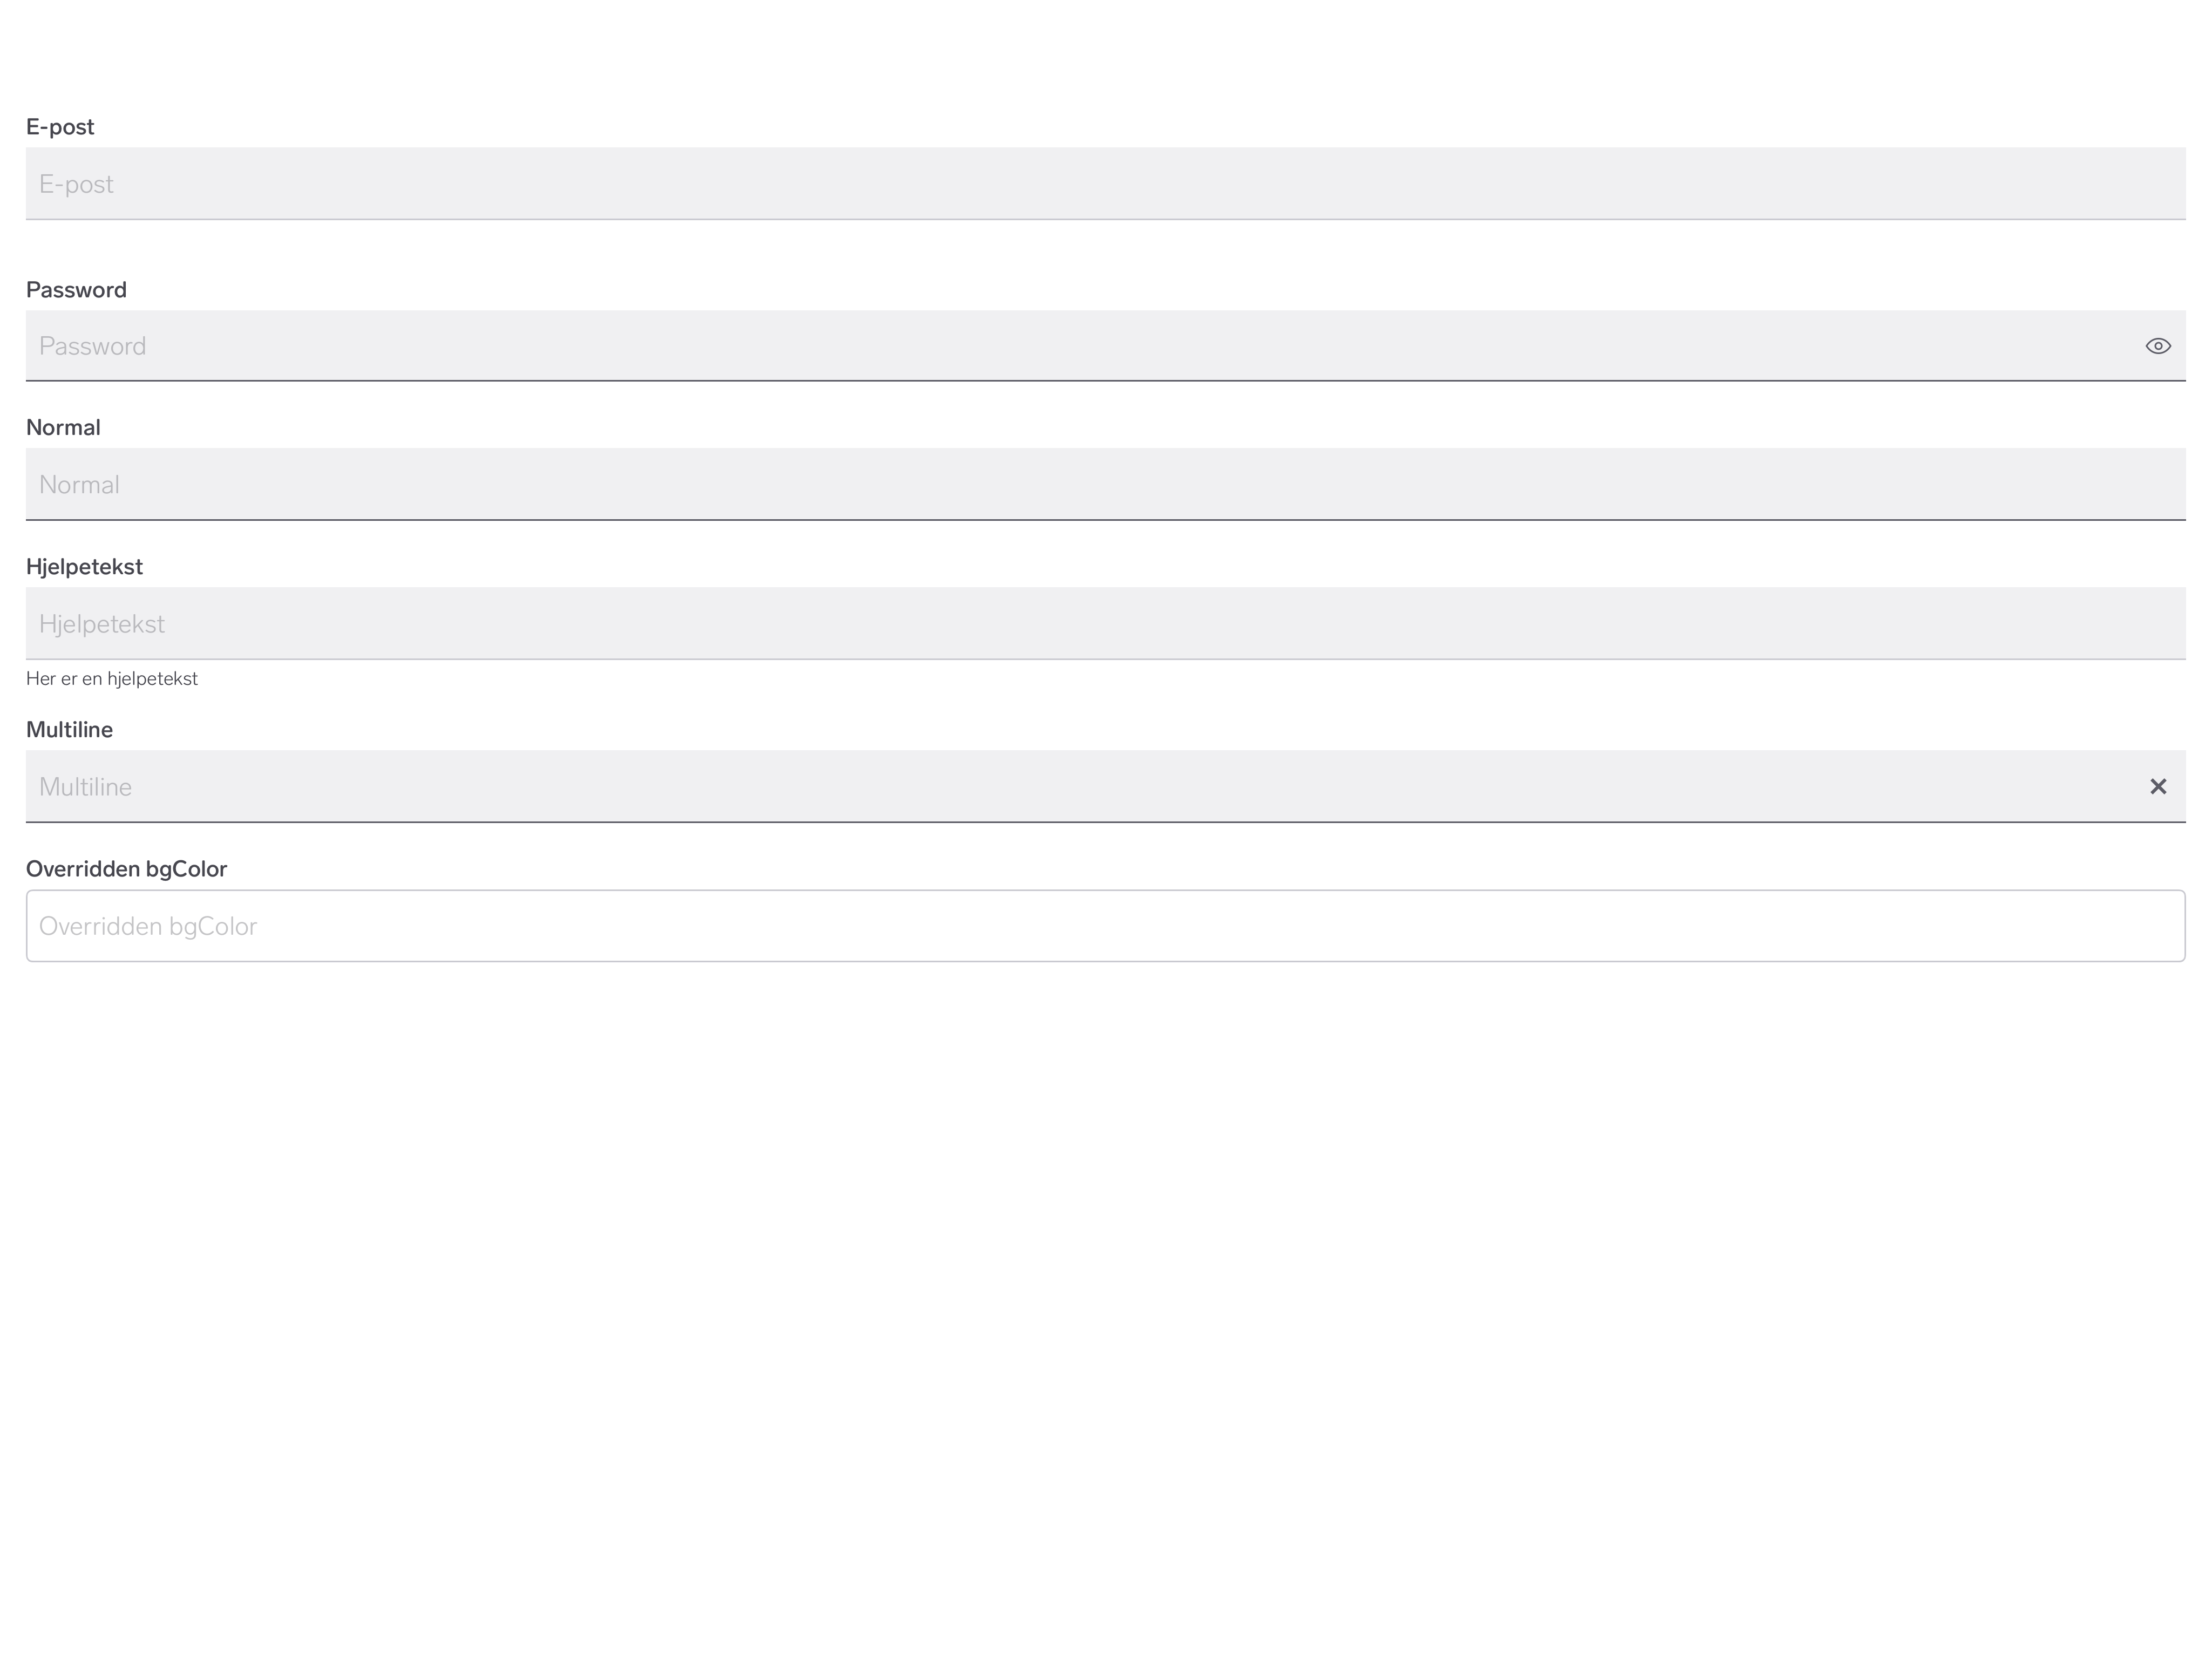 E-post
E-post
Password
Password
Normal
Normal
Hjelpetekst
Hjelpetekst
Her er en hjelpetekst
Multiline
Multiline
Overridden bgColor
Overridden bgColor